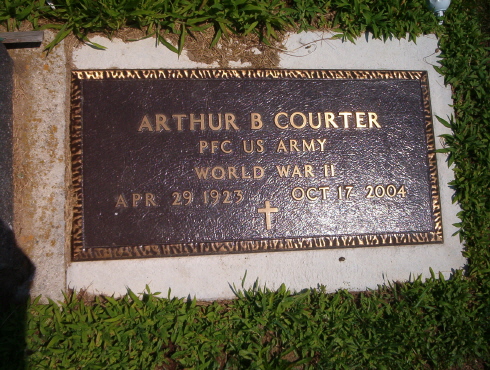 ARTHUR B COURTER
PFC US ARMY
WORLD WAR II
APR 29 1923 OCT 17 2004